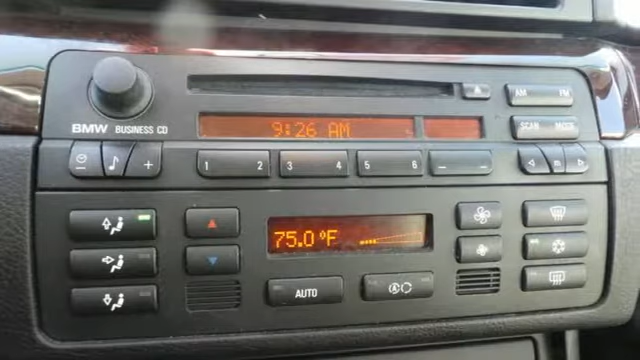 AM FM
9:26 AM
SCAN MODE
BMW BUSINESS CD
1 2 3 4 5 6
+
75.0 °F
AUTO
A